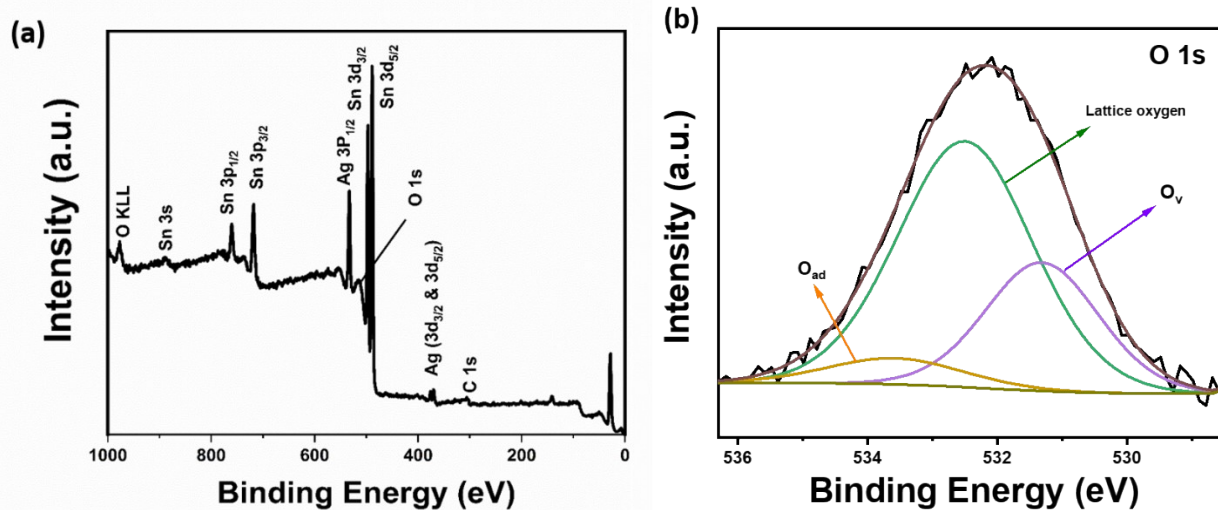 (a)
Intensity (a.u.)
O KLL
Sn 3s
Sn 3p1/2
Sn 3p3/2
Ag 3P1/2
Sn 3d3/2
Sn 3d5/2
O 1s
Ag (3d3/2 & 3d5/2)
C 1s
1000 800 600 400 200 0
Binding Energy (eV)
(b)
O 1s
Intensity (a.u.)
Lattice oxygen
Ov
Oad
536 534 532 530
Binding Energy (eV)